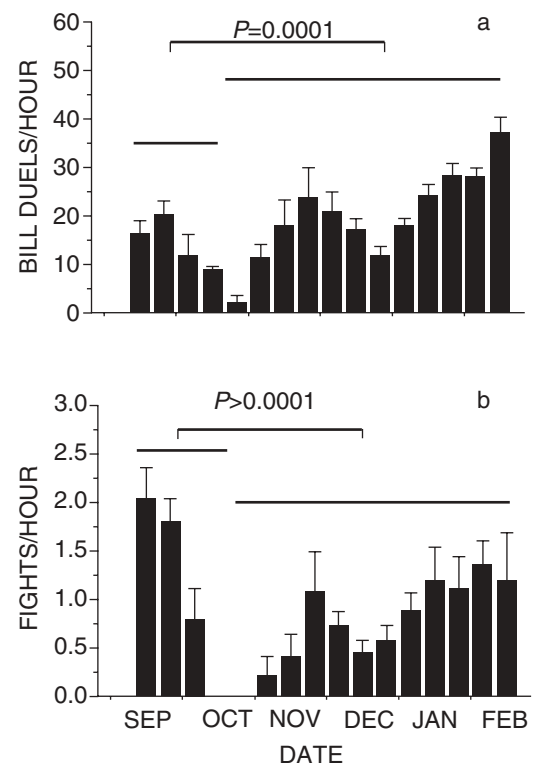 a
P=0.0001
60
50
40
30
20
10
0
BILL DUELS/HOUR
b
P>0.0001
3.0
2.5
2.0
1.5
1.0
0.5
0.0
FIGHTS/HOUR
SEP OCT NOV DEC JAN FEB
DATE